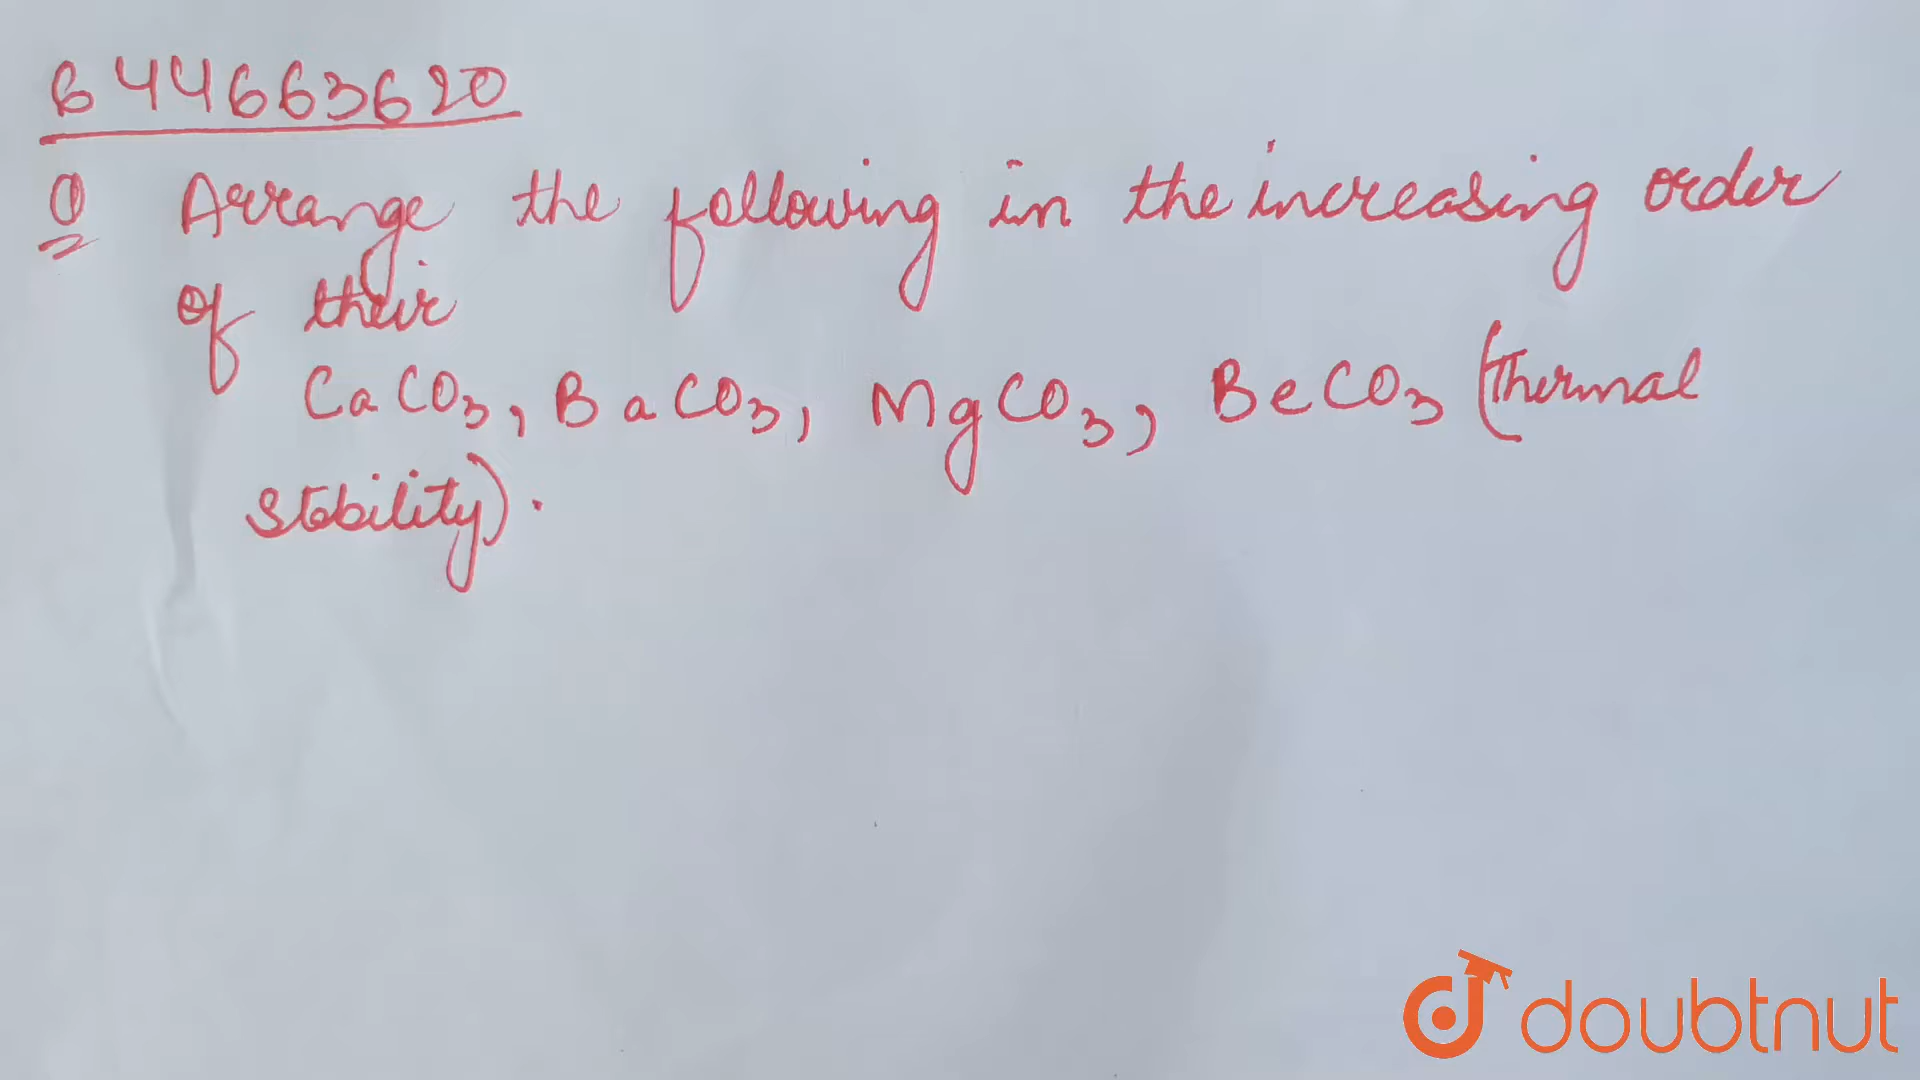 644663620
Q Arrange the following in the increasing order
of their
CaCO3, BaCO3, MgCO3, BeCO3 (Thermal
stability).
doubtnut